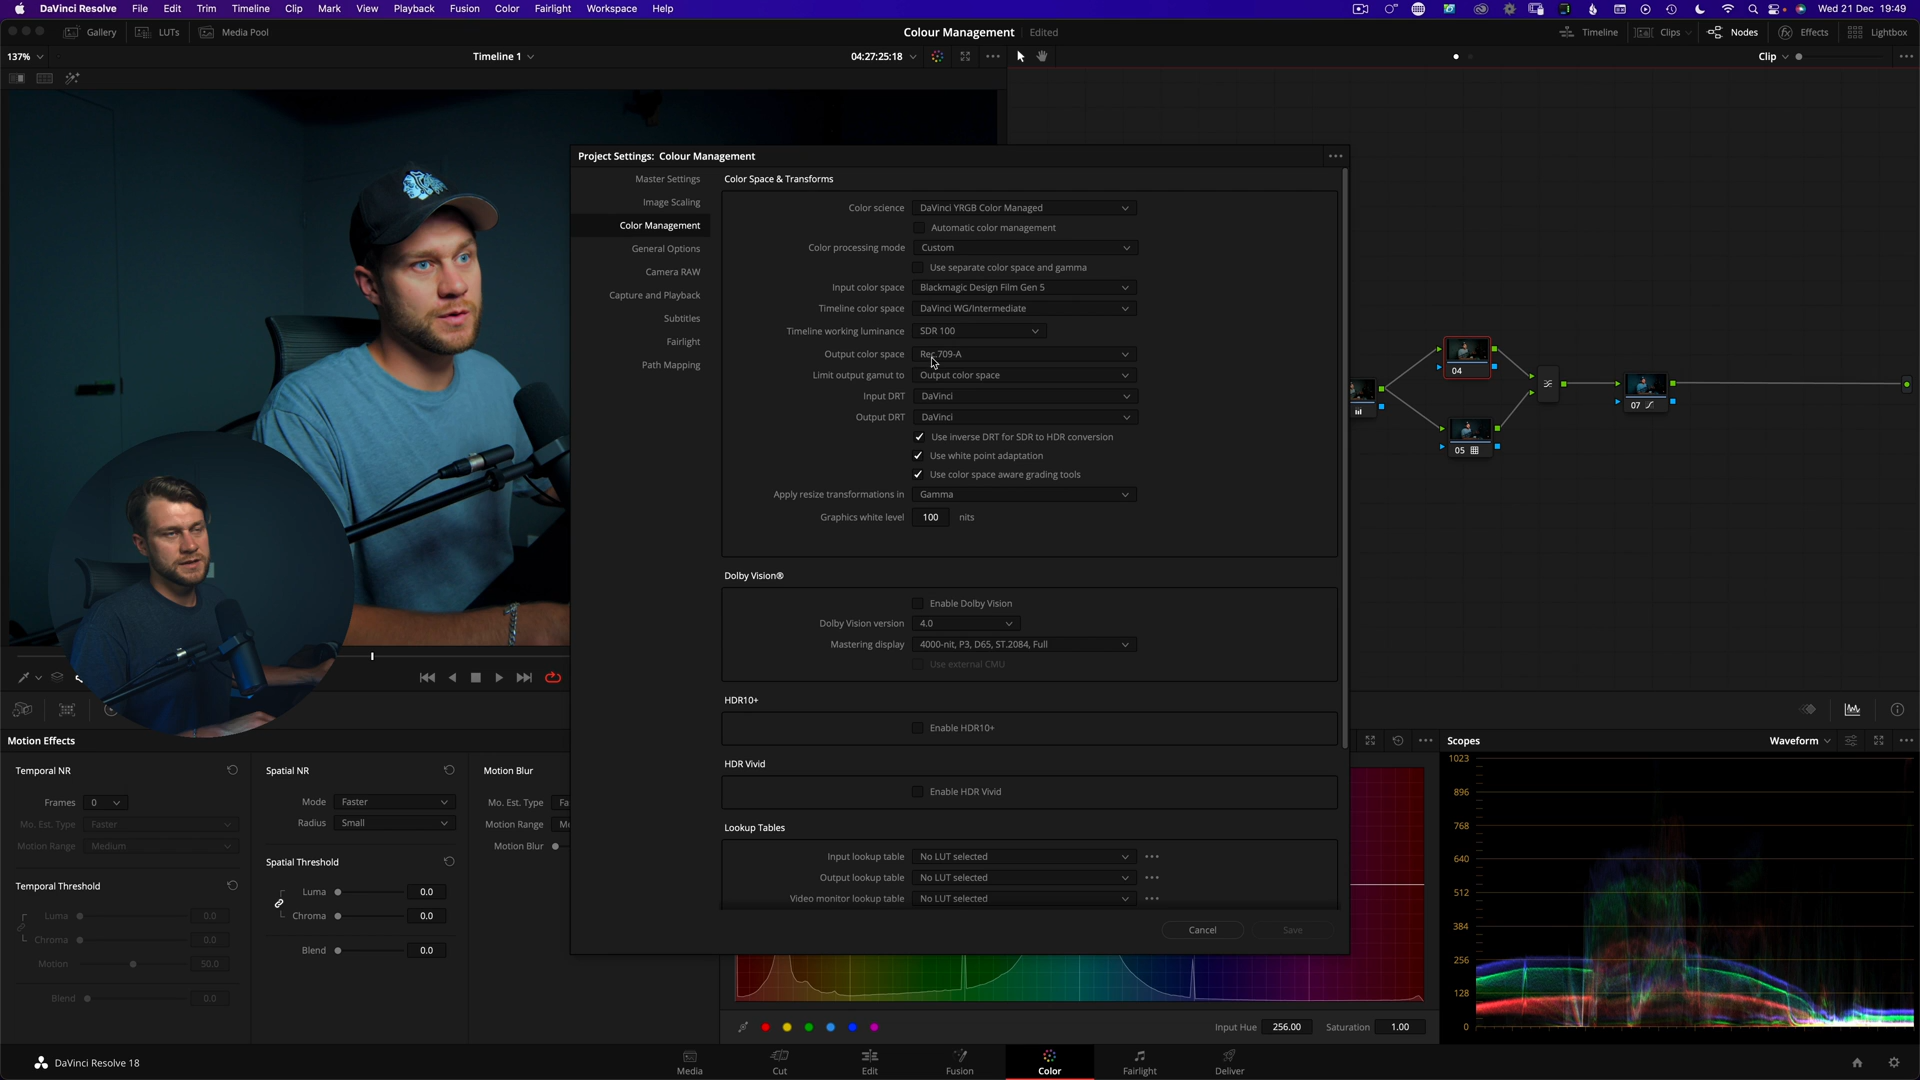 DaVinci Resolve File Edit Trim Timeline Clip Mark View Playback Fusion Color Fairlight Workspace Help Wed 21 Dec 19:49
Gallery LUTs Media Pool Colour Management Edited Timeline Clips Nodes Effects Lightbox
137% Timeline 1 04:27:25:18 Clip
Project Settings: Colour Management
Master Settings
Image Scaling
Color Management
General Options
Camera RAW
Capture and Playback
Subtitles
Fairlight
Path Mapping
Color Space & Transforms
Color science DaVinci YRGB Color Managed
Automatic color management
Color processing mode Custom
Use separate color space and gamma
Input color space Blackmagic Design Film Gen 5
Timeline color space DaVinci WG/Intermediate
Timeline working luminance SDR 100
Output color space Rec.709-A
Limit output gamut to Output color space
Input DRT DaVinci
Output DRT DaVinci
Use inverse DRT for SDR to HDR conversion
Use white point adaptation
Use color space aware grading tools
Apply resize transformations in Gamma
Graphics white level 100 nits
Dolby Vision®
Enable Dolby Vision
Dolby Vision version 4.0
Mastering display 4000-nit, P3, D65, ST.2084, Full
Use external CMU
HDR10+
Enable HDR10+
HDR Vivid
Enable HDR Vivid
Lookup Tables
Input lookup table No LUT selected
Output lookup table No LUT selected
Video monitor lookup table No LUT selected
Cancel Save
04
05
07
Motion Effects
Temporal NR
Frames 0
Mo. Est. Type Faster
Motion Range Medium
Temporal Threshold
Luma 0.0
Chroma 0.0
Motion 50.0
Blend 0.0
Spatial NR
Mode Faster
Radius Small
Spatial Threshold
Luma 0.0
Chroma 0.0
Blend 0.0
Motion Blur
Mo. Est. Type Fa
Motion Range Me
Motion Blur
Input Hue 256.00 Saturation 1.00
Scopes Waveform
1023
896
768
640
512
384
256
128
0
DaVinci Resolve 18
Media Cut Edit Fusion Color Fairlight Deliver